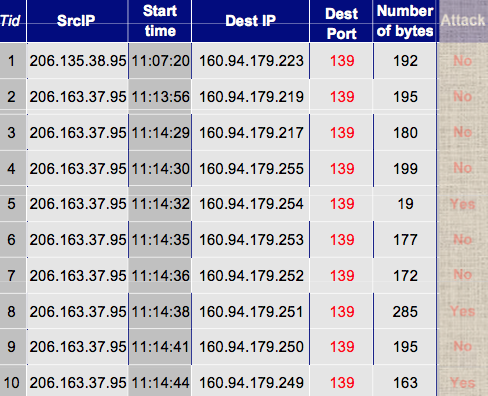 Tid SrcIP Start time Dest IP Dest Port Number of bytes Attack
1 206.135.38.95 11:07:20 160.94.179.223 139 192 No
2 206.163.37.95 11:13:56 160.94.179.219 139 195 No
3 206.163.37.95 11:14:29 160.94.179.217 139 180 No
4 206.163.37.95 11:14:30 160.94.179.255 139 199 No
5 206.163.37.95 11:14:32 160.94.179.254 139 19 Yes
6 206.163.37.95 11:14:35 160.94.179.253 139 177 No
7 206.163.37.95 11:14:36 160.94.179.252 139 172 No
8 206.163.37.95 11:14:38 160.94.179.251 139 285 Yes
9 206.163.37.95 11:14:41 160.94.179.250 139 195 No
10 206.163.37.95 11:14:44 160.94.179.249 139 163 Yes